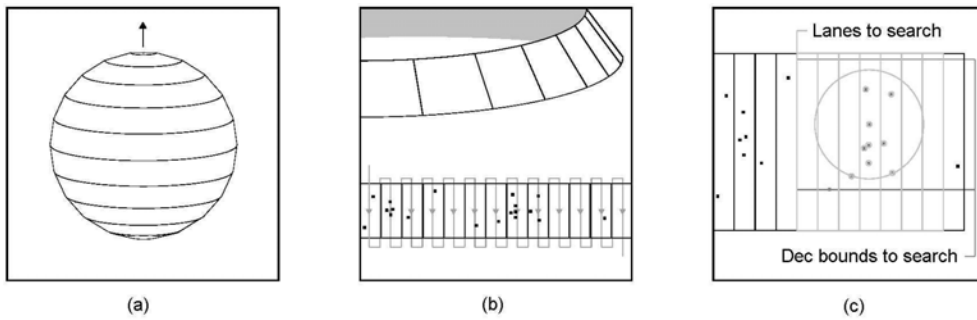 Lanes to search
Dec bounds to search
(a)
(b)
(c)